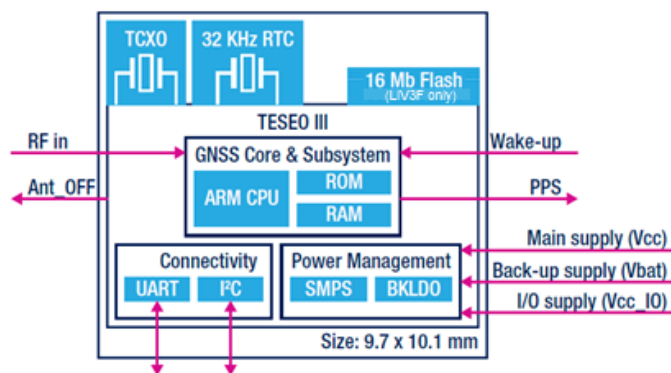 TCXO
32 KHz RTC
16 Mb Flash
(LIV3F only)
TESEO III
RF in
GNSS Core & Subsystem
Wake-up
ARM CPU
ROM
RAM
Ant_OFF
PPS
Main supply (Vcc)
Connectivity
Power Management
Back-up supply (Vbat)
UART
I²C
SMPS
BKLDO
I/O supply (Vcc_IO)
Size: 9.7 x 10.1 mm